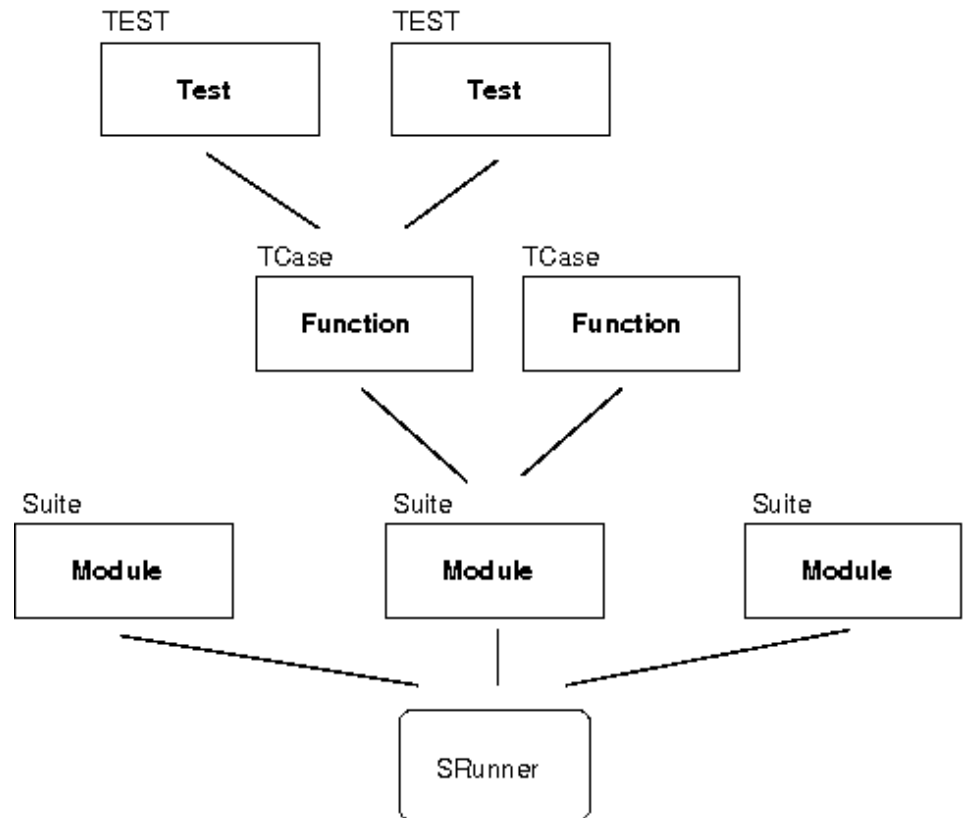 TEST
TEST
Test
Test
TCase
TCase
Function
Function
Suite
Suite
Suite
Module
Module
Module
SRunner